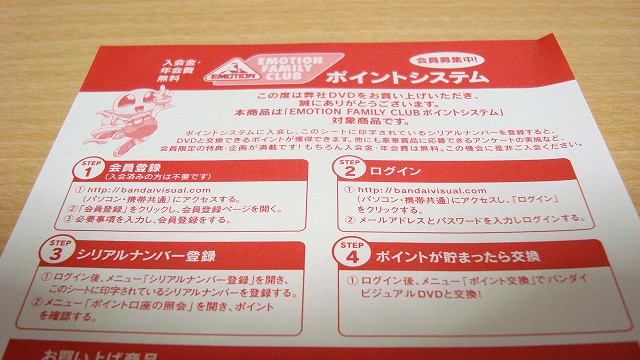 入会金・
年会費
無料
EMOTION
EMOTION
FAMILY
CLUB
会員募集中!
ポイントシステム
この度は弊社DVDをお買い上げいただき、
誠にありがとうございます。
本商品は「EMOTION FAMILY CLUB ポイントシステム」
対象商品です。
ポイントシステムに入会し、このシートに印字されているシリアルナンバーを登録すると、
DVDと交換できるポイントが獲得できます。他にも豪華賞品に応募できるアンケートの実施など、
会員限定の特典・企画が満載です!もちろん入会金・年会費は無料。この機会に是非ご入会ください。
STEP 1 会員登録
(入会済みの方は不要です)
①http://bandaivisual.com
(パソコン・携帯共通)にアクセスする。
②「会員登録」をクリックし、会員登録ページを開く。
③必要事項を入力し、会員登録をする。
STEP 2 ログイン
①http://bandaivisual.com
(パソコン・携帯共通)にアクセスし、「ログイン」
をクリックする。
②メールアドレスとパスワードを入力しログインする。
STEP 3 シリアルナンバー登録
①ログイン後、メニュー「シリアルナンバー登録」を開き、
このシートに印字されているシリアルナンバーを登録する。
②メニュー「ポイント口座の照会」を開き、ポイント
を確認する。
STEP 4 ポイントが貯まったら交換
①ログイン後、メニュー「ポイント交換」でバンダイ
ビジュアルDVDと交換!
お買い上げ商品